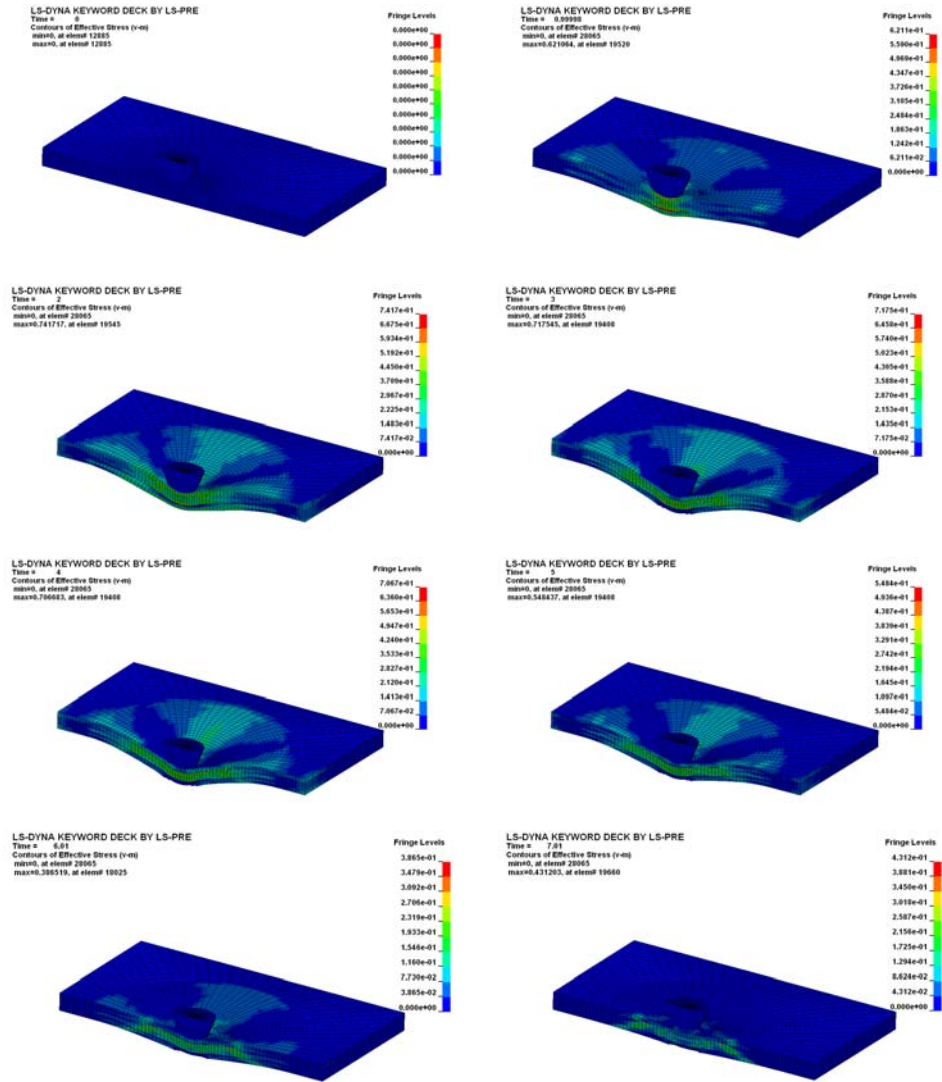 LS-DYNA KEYWORD DECK BY LS-PRE
Time = 0
Contours of Effective Stress (v-m)
min=0, at elem# 12885
max=0, at elem# 12885
Fringe Levels
0.000e+00
0.000e+00
0.000e+00
0.000e+00
0.000e+00
0.000e+00
0.000e+00
0.000e+00
0.000e+00
0.000e+00
0.000e+00
LS-DYNA KEYWORD DECK BY LS-PRE
Time = 0.99998
Contours of Effective Stress (v-m)
min=0, at elem# 28065
max=0.621064, at elem# 19520
Fringe Levels
6.211e-01
5.590e-01
4.969e-01
4.347e-01
3.726e-01
3.105e-01
2.484e-01
1.863e-01
1.242e-01
6.211e-02
0.000e+00
LS-DYNA KEYWORD DECK BY LS-PRE
Time = 2
Contours of Effective Stress (v-m)
min=0, at elem# 28065
max=0.741717, at elem# 19545
Fringe Levels
7.417e-01
6.675e-01
5.934e-01
5.192e-01
4.450e-01
3.709e-01
2.967e-01
2.225e-01
1.483e-01
7.417e-02
0.000e+00
LS-DYNA KEYWORD DECK BY LS-PRE
Time = 3
Contours of Effective Stress (v-m)
min=0, at elem# 28065
max=0.717545, at elem# 19408
Fringe Levels
7.175e-01
6.458e-01
5.740e-01
5.023e-01
4.305e-01
3.588e-01
2.870e-01
2.153e-01
1.435e-01
7.175e-02
0.000e+00
LS-DYNA KEYWORD DECK BY LS-PRE
Time = 4
Contours of Effective Stress (v-m)
min=0, at elem# 28065
max=0.706683, at elem# 19408
Fringe Levels
7.067e-01
6.360e-01
5.653e-01
4.947e-01
4.240e-01
3.533e-01
2.827e-01
2.120e-01
1.413e-01
7.067e-02
0.000e+00
LS-DYNA KEYWORD DECK BY LS-PRE
Time = 5
Contours of Effective Stress (v-m)
min=0, at elem# 28065
max=0.548437, at elem# 19408
Fringe Levels
5.484e-01
4.936e-01
4.387e-01
3.839e-01
3.291e-01
2.742e-01
2.194e-01
1.645e-01
1.097e-01
5.484e-02
0.000e+00
LS-DYNA KEYWORD DECK BY LS-PRE
Time = 6.01
Contours of Effective Stress (v-m)
min=0, at elem# 28065
max=0.386519, at elem# 18025
Fringe Levels
3.865e-01
3.479e-01
3.092e-01
2.706e-01
2.319e-01
1.933e-01
1.546e-01
1.160e-01
7.730e-02
3.865e-02
0.000e+00
LS-DYNA KEYWORD DECK BY LS-PRE
Time = 7.01
Contours of Effective Stress (v-m)
min=0, at elem# 28065
max=0.431203, at elem# 19660
Fringe Levels
4.312e-01
3.881e-01
3.450e-01
3.018e-01
2.587e-01
2.156e-01
1.725e-01
1.294e-01
8.624e-02
4.312e-02
0.000e+00